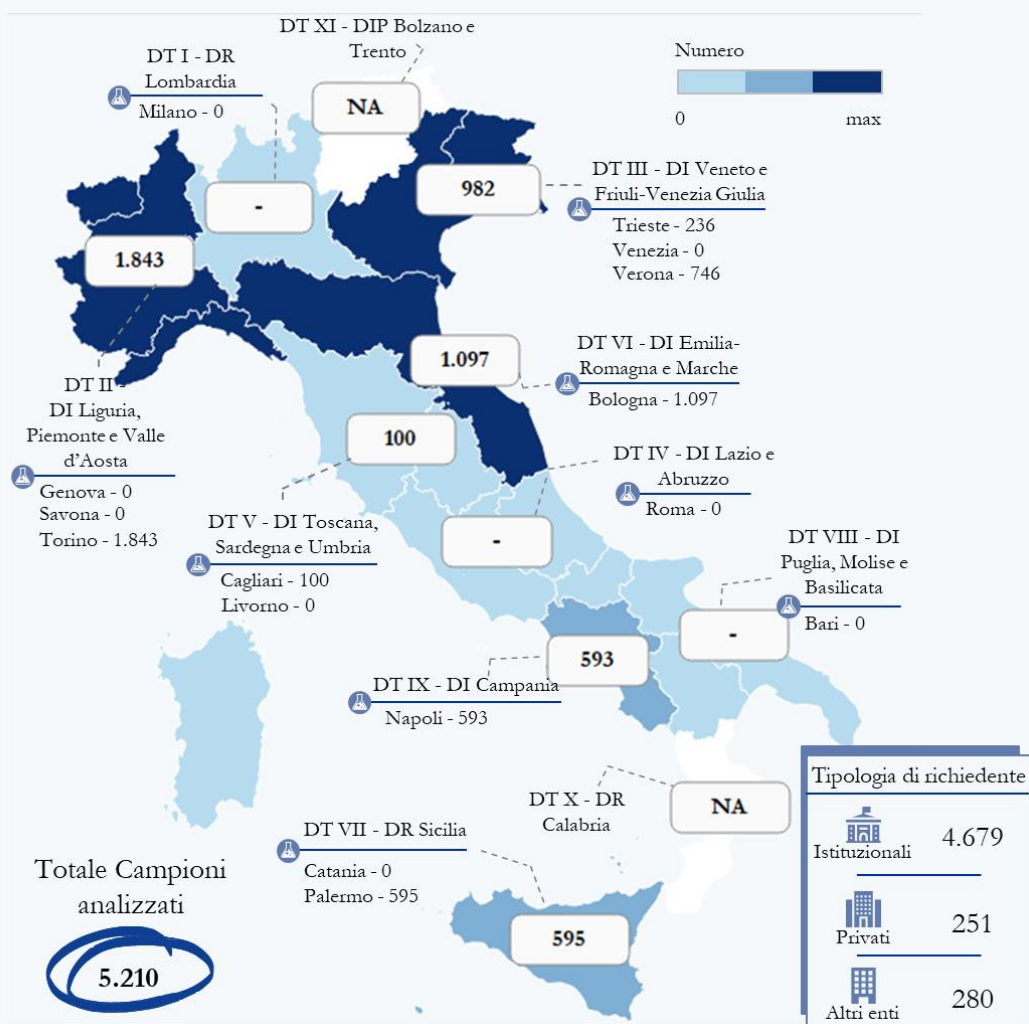 DT XI - DIP Bolzano e
Trento
NA
DT I - DR
Lombardia
Milano - 0
-
Numero
0 max
982
DT III - DI Veneto e
Friuli-Venezia Giulia
Trieste - 236
Venezia - 0
Verona - 746
1.843
DT II -
DI Liguria,
Piemonte e Valle
d'Aosta
Genova - 0
Savona - 0
Torino - 1.843
1.097
DT VI - DI Emilia-
Romagna e Marche
Bologna - 1.097
100
DT V - DI Toscana,
Sardegna e Umbria
Cagliari - 100
Livorno - 0
DT IV - DI Lazio e
Abruzzo
Roma - 0
-
DT VIII - DI
Puglia, Molise e
Basilicata
Bari - 0
-
593
DT IX - DI Campania
Napoli - 593
DT X - DR
Calabria
NA
DT VII - DR Sicilia
Catania - 0
Palermo - 595
595
Totale Campioni
analizzati
5.210
Tipologia di richiedente
Istituzionali 4.679
Privati 251
Altri enti 280